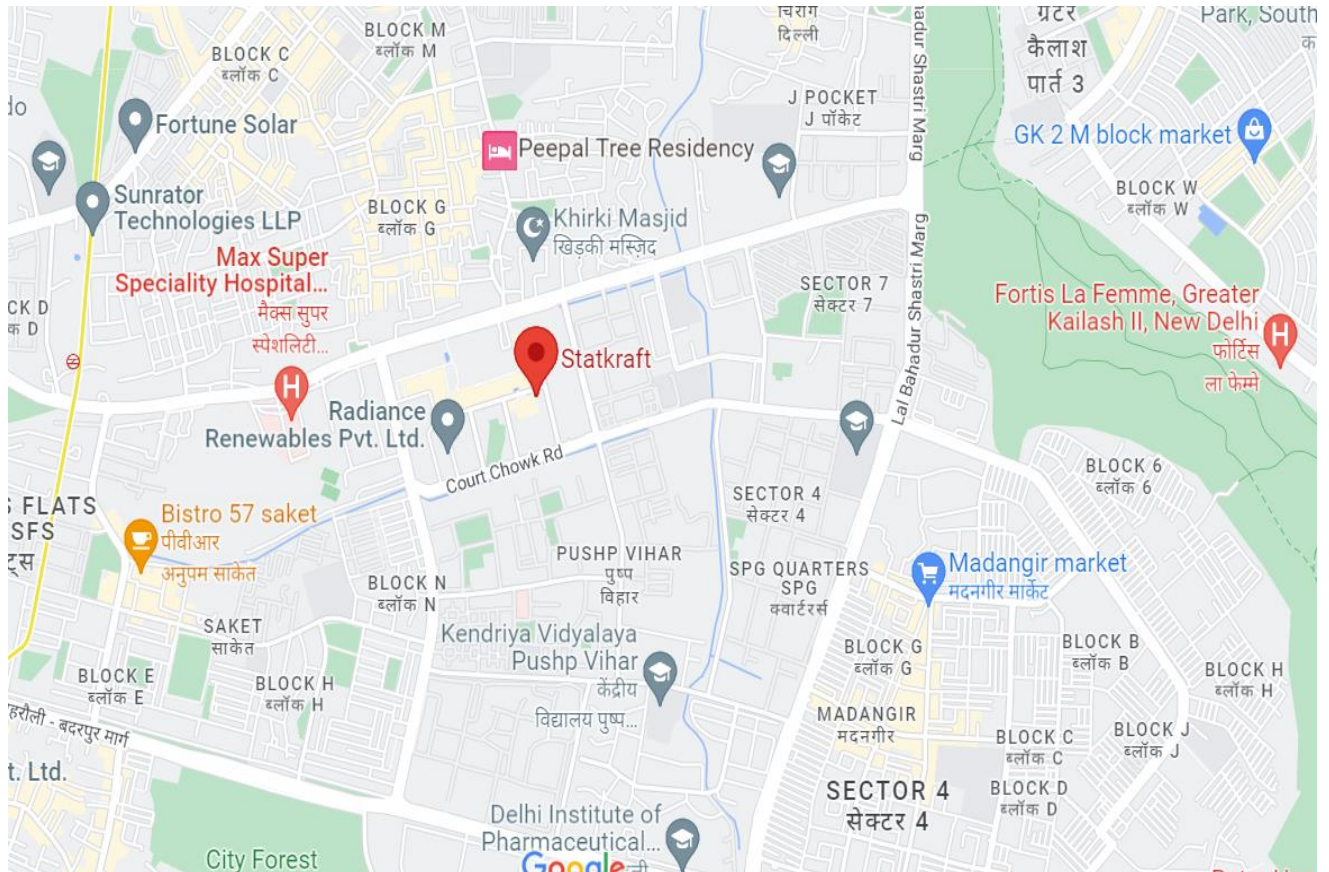 BLOCK M
ब्लॉक M
BLOCK C
ब्लॉक C
चिराग
दिल्ली
adur Shastri Marg
ग्रेटर
कैलाश
पार्ट 3
Park, South
do
Fortune Solar
J POCKET
J पॉकेट
GK 2 M block market
Peepal Tree Residency
Sunrator
Technologies LLP
BLOCK G
ब्लॉक G
BLOCK W
ब्लॉक W
Khirki Masjid
खिड़की मस्जिद
Max Super
Speciality Hospital...
मैक्स सुपर
स्पेशलिटी...
Lal Bahadur Shastri Marg
SECTOR 7
सेक्टर 7
CK D
क D
Fortis La Femme, Greater
Kailash II, New Delhi
फोर्टिस
ला फेम्मे
Statkraft
Radiance
Renewables Pvt. Ltd.
Court Chowk Rd
BLOCK 6
ब्लॉक 6
SECTOR 4
सेक्टर 4
S FLATS
SFS
ट्स
Bistro 57 saket
पीवीआर
अनुपम साकेत
PUSHP VIHAR
पुष्प
विहार
SPG QUARTERS
SPG
क्वार्टर्स
Madangir market
मदनगीर मार्केट
BLOCK N
ब्लॉक N
SAKET
साकेत
Kendriya Vidyalaya
Pushp Vihar
केंद्रीय
विद्यालय पुष्प...
BLOCK G
ब्लॉक G
BLOCK B
ब्लॉक B
BLOCK H
ब्लॉक H
BLOCK E
ब्लॉक E
BLOCK H
ब्लॉक H
हरौली - बदरपुर मार्ग
MADANGIR
मदनगीर
BLOCK C
ब्लॉक C
BLOCK J
ब्लॉक J
t. Ltd.
SECTOR 4
सेक्टर 4
BLOCK D
ब्लॉक D
Delhi Institute of
Pharmaceutical...
City Forest
Google